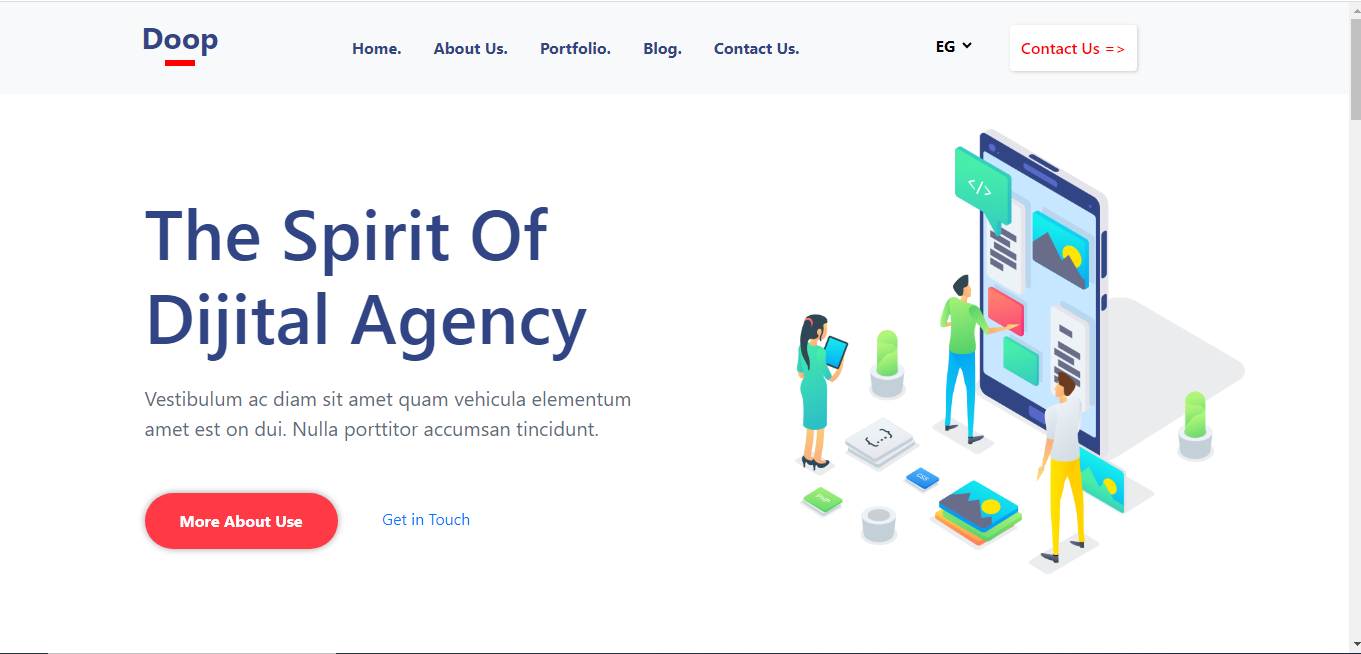 Doop
Home. About Us. Portfolio. Blog. Contact Us. EG Contact Us =>
The Spirit Of
Dijital Agency
Vestibulum ac diam sit amet quam vehicula elementum
amet est on dui. Nulla porttitor accumsan tincidunt.
More About Use Get in Touch
</>
{...}
CSS
PHP